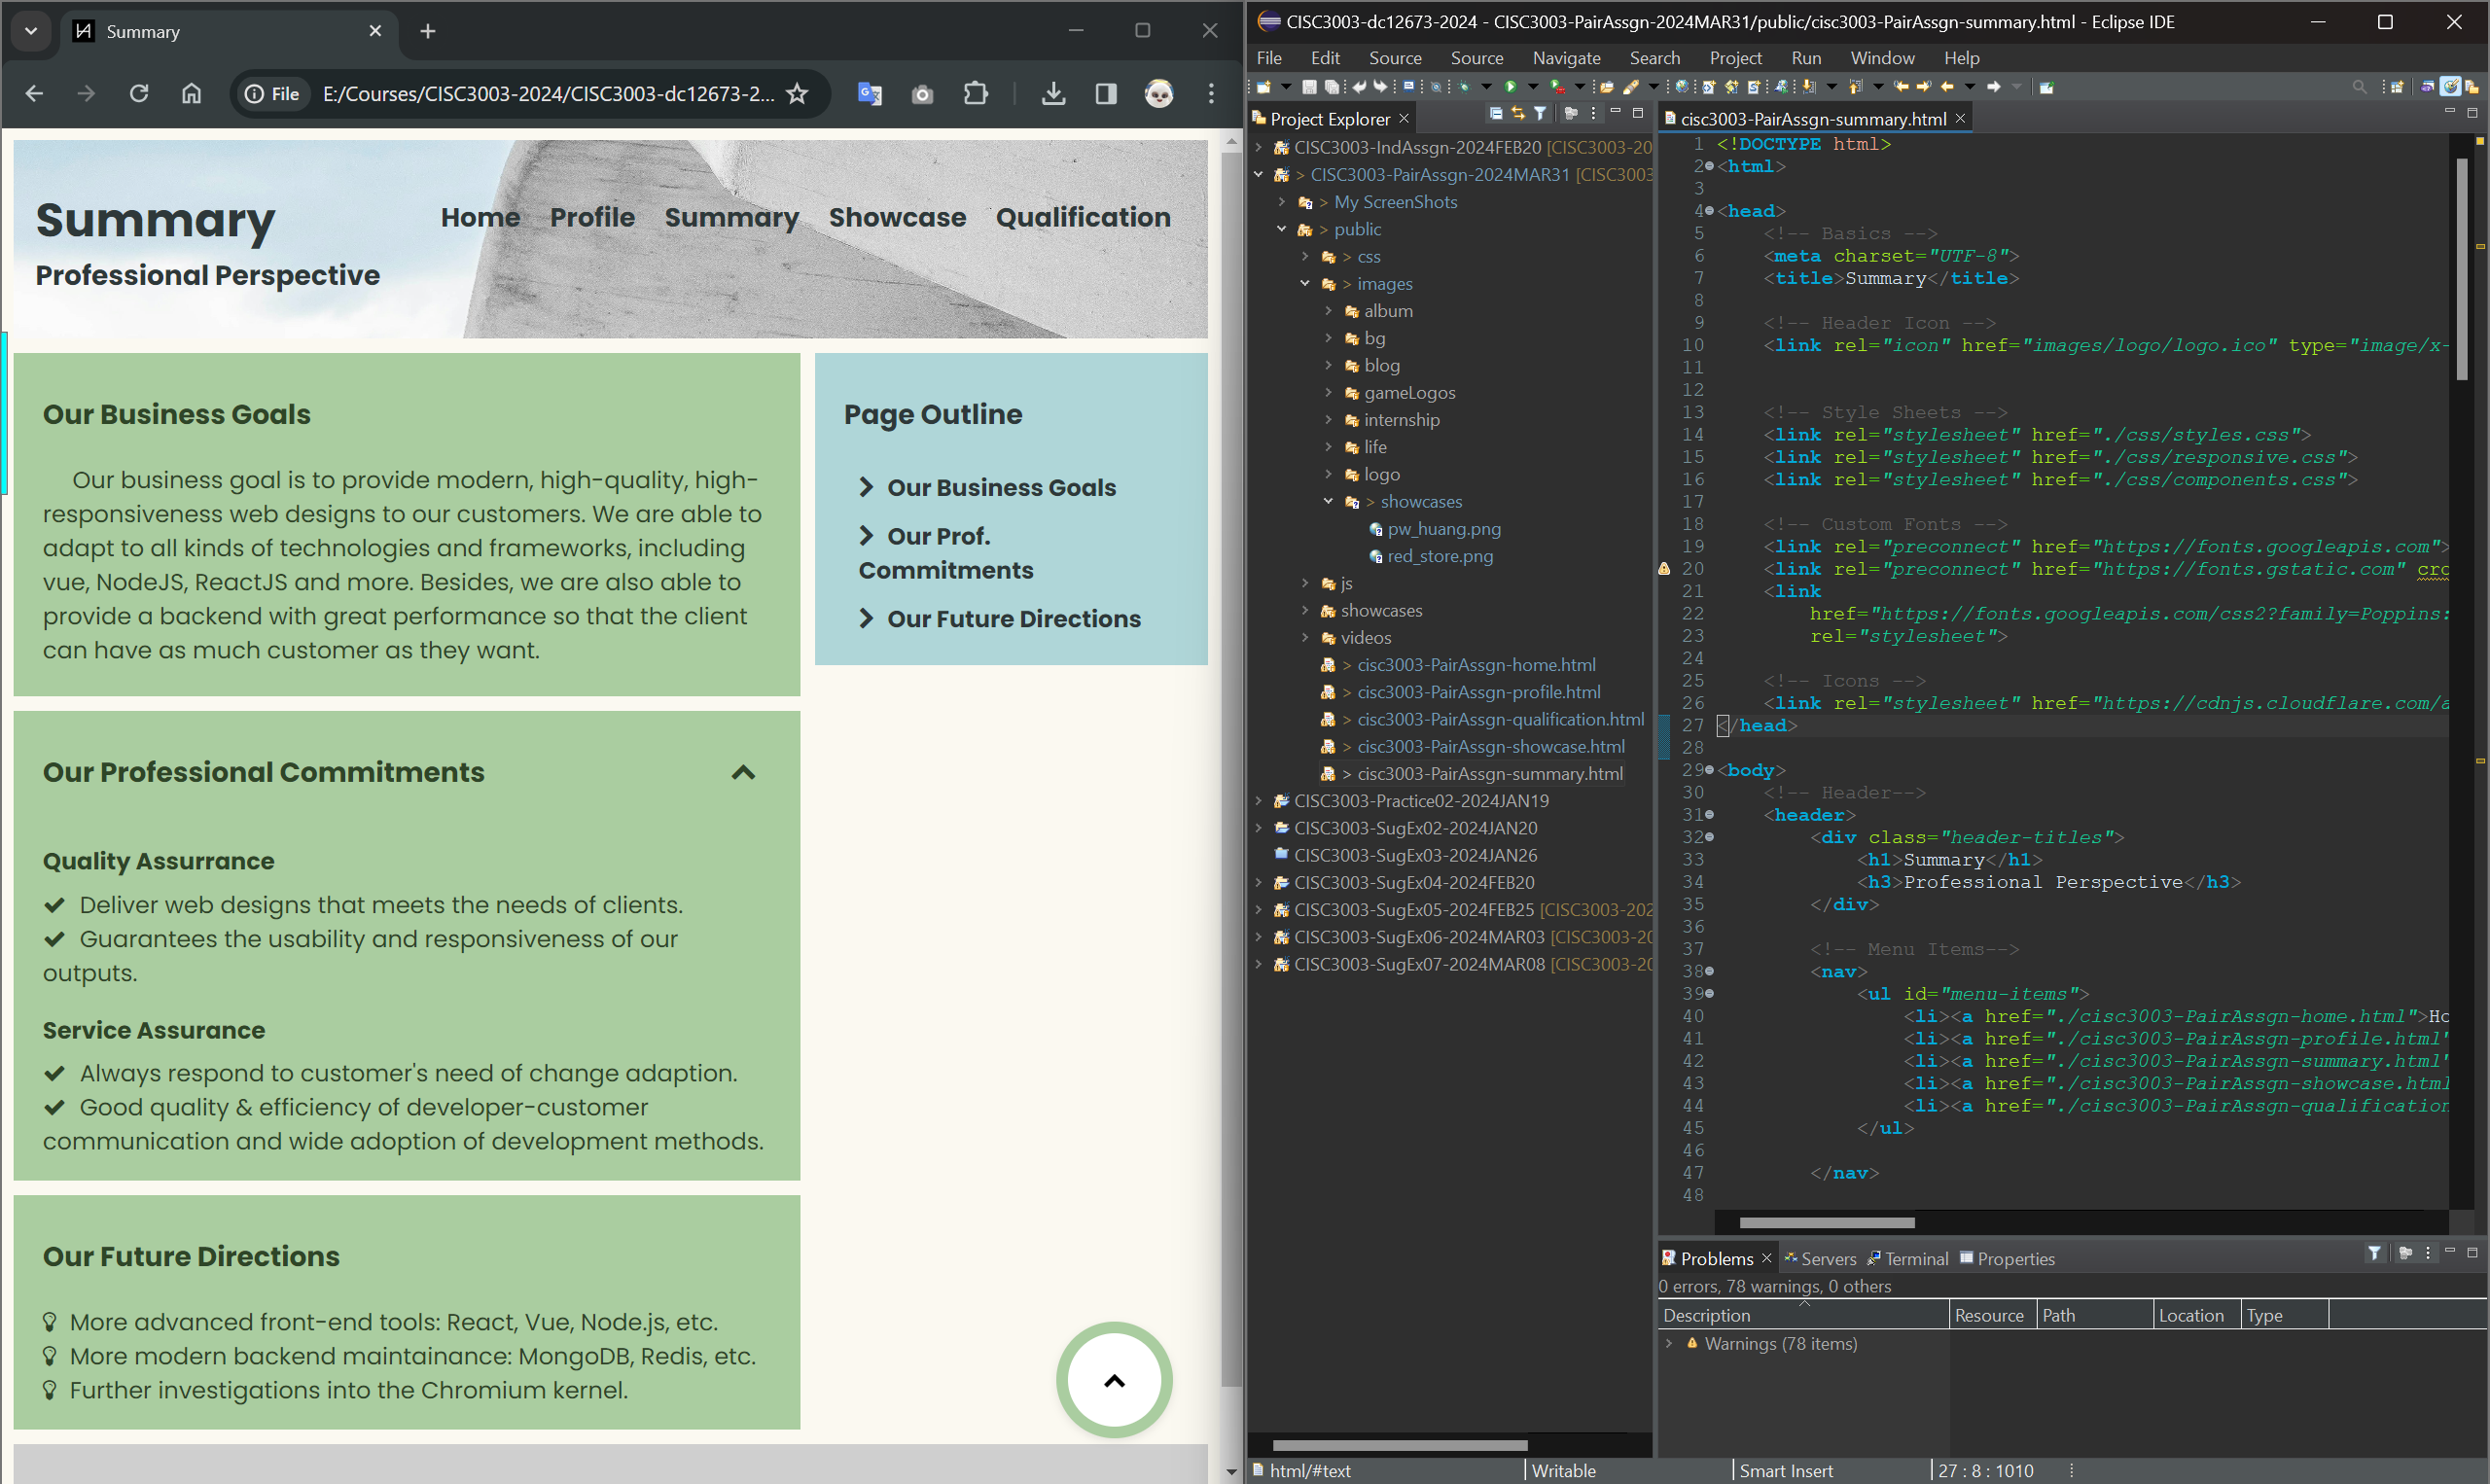 Summary
File
E:/Courses/CISC3003-2024/CISC3003-dc12673-2...
Summary
Professional Perspective
Home Profile Summary Showcase Qualification
Our Business Goals
Our business goal is to provide modern, high-quality, high-
responsiveness web designs to our customers. We are able to
adapt to all kinds of technologies and frameworks, including
vue, NodeJS, ReactJS and more. Besides, we are also able to
provide a backend with great performance so that the client
can have as much customer as they want.
Page Outline
Our Business Goals
Our Prof.
Commitments
Our Future Directions
Our Professional Commitments
Quality Assurrance
Deliver web designs that meets the needs of clients.
Guarantees the usability and responsiveness of our
outputs.
Service Assurance
Always respond to customer's need of change adaption.
Good quality & efficiency of developer-customer
communication and wide adoption of development methods.
Our Future Directions
More advanced front-end tools: React, Vue, Node.js, etc.
More modern backend maintainance: MongoDB, Redis, etc.
Further investigations into the Chromium kernel.
CISC3003-dc12673-2024 - CISC3003-PairAssgn-2024MAR31/public/cisc3003-PairAssgn-summary.html - Eclipse IDE
File Edit Source Source Navigate Search Project Run Window Help
Project Explorer
CISC3003-IndAssgn-2024FEB20 [CISC3003-20
> CISC3003-PairAssgn-2024MAR31 [CISC3003
> My ScreenShots
> public
> css
> images
album
bg
blog
gameLogos
internship
life
logo
> showcases
pw_huang.png
red_store.png
js
showcases
videos
> cisc3003-PairAssgn-home.html
> cisc3003-PairAssgn-profile.html
> cisc3003-PairAssgn-qualification.html
> cisc3003-PairAssgn-showcase.html
> cisc3003-PairAssgn-summary.html
CISC3003-Practice02-2024JAN19
CISC3003-SugEx02-2024JAN20
CISC3003-SugEx03-2024JAN26
CISC3003-SugEx04-2024FEB20
CISC3003-SugEx05-2024FEB25 [CISC3003-202
CISC3003-SugEx06-2024MAR03 [CISC3003-20
CISC3003-SugEx07-2024MAR08 [CISC3003-20
cisc3003-PairAssgn-summary.html
1 <!DOCTYPE html>
2 <html>
3
4 <head>
5 <!-- Basics -->
6 <meta charset="UTF-8">
7 <title>Summary</title>
8
9 <!-- Header Icon -->
10 <link rel="icon" href="images/logo/logo.ico" type="image/x-
11
12
13 <!-- Style Sheets -->
14 <link rel="stylesheet" href="./css/styles.css">
15 <link rel="stylesheet" href="./css/responsive.css">
16 <link rel="stylesheet" href="./css/components.css">
17
18 <!-- Custom Fonts -->
19 <link rel="preconnect" href="https://fonts.googleapis.com">
20 <link rel="preconnect" href="https://fonts.gstatic.com" cro
21 <link
22 href="https://fonts.googleapis.com/css2?family=Poppins:
23 rel="stylesheet">
24
25 <!-- Icons -->
26 <link rel="stylesheet" href="https://cdnjs.cloudflare.com/a
27 </head>
28
29 <body>
30 <!-- Header-->
31 <header>
32 <div class="header-titles">
33 <h1>Summary</h1>
34 <h3>Professional Perspective</h3>
35 </div>
36
37 <!-- Menu Items-->
38 <nav>
39 <ul id="menu-items">
40 <li><a href="./cisc3003-PairAssgn-home.html">Ho
41 <li><a href="./cisc3003-PairAssgn-profile.html"
42 <li><a href="./cisc3003-PairAssgn-summary.html"
43 <li><a href="./cisc3003-PairAssgn-showcase.html
44 <li><a href="./cisc3003-PairAssgn-qualification
45 </ul>
46
47 </nav>
48
Problems Servers Terminal Properties
0 errors, 78 warnings, 0 others
Description Resource Path Location Type
Warnings (78 items)
html/#text Writable Smart Insert 27 : 8 : 1010